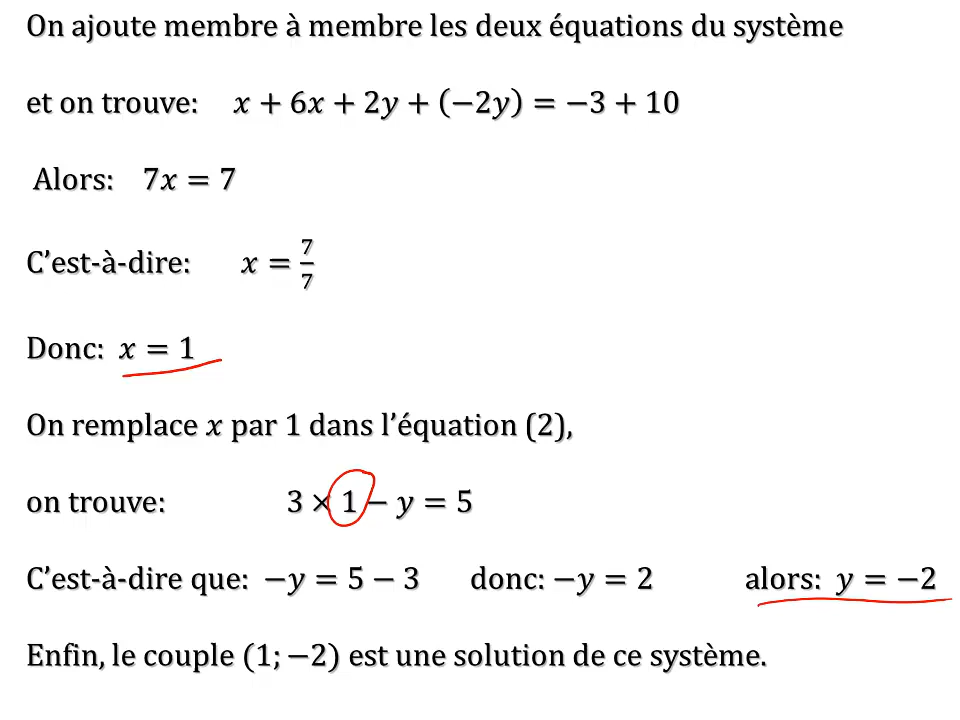 On ajoute membre à membre les deux équations du système
et on trouve: x + 6x + 2y + (−2y) = −3 + 10
Alors: 7x = 7
C’est-à-dire: x = 7/7
Donc: x = 1
On remplace x par 1 dans l’équation (2),
on trouve: 3 × 1 − y = 5
C’est-à-dire que: −y = 5 − 3 donc: −y = 2 alors: y = −2
Enfin, le couple (1; −2) est une solution de ce système.